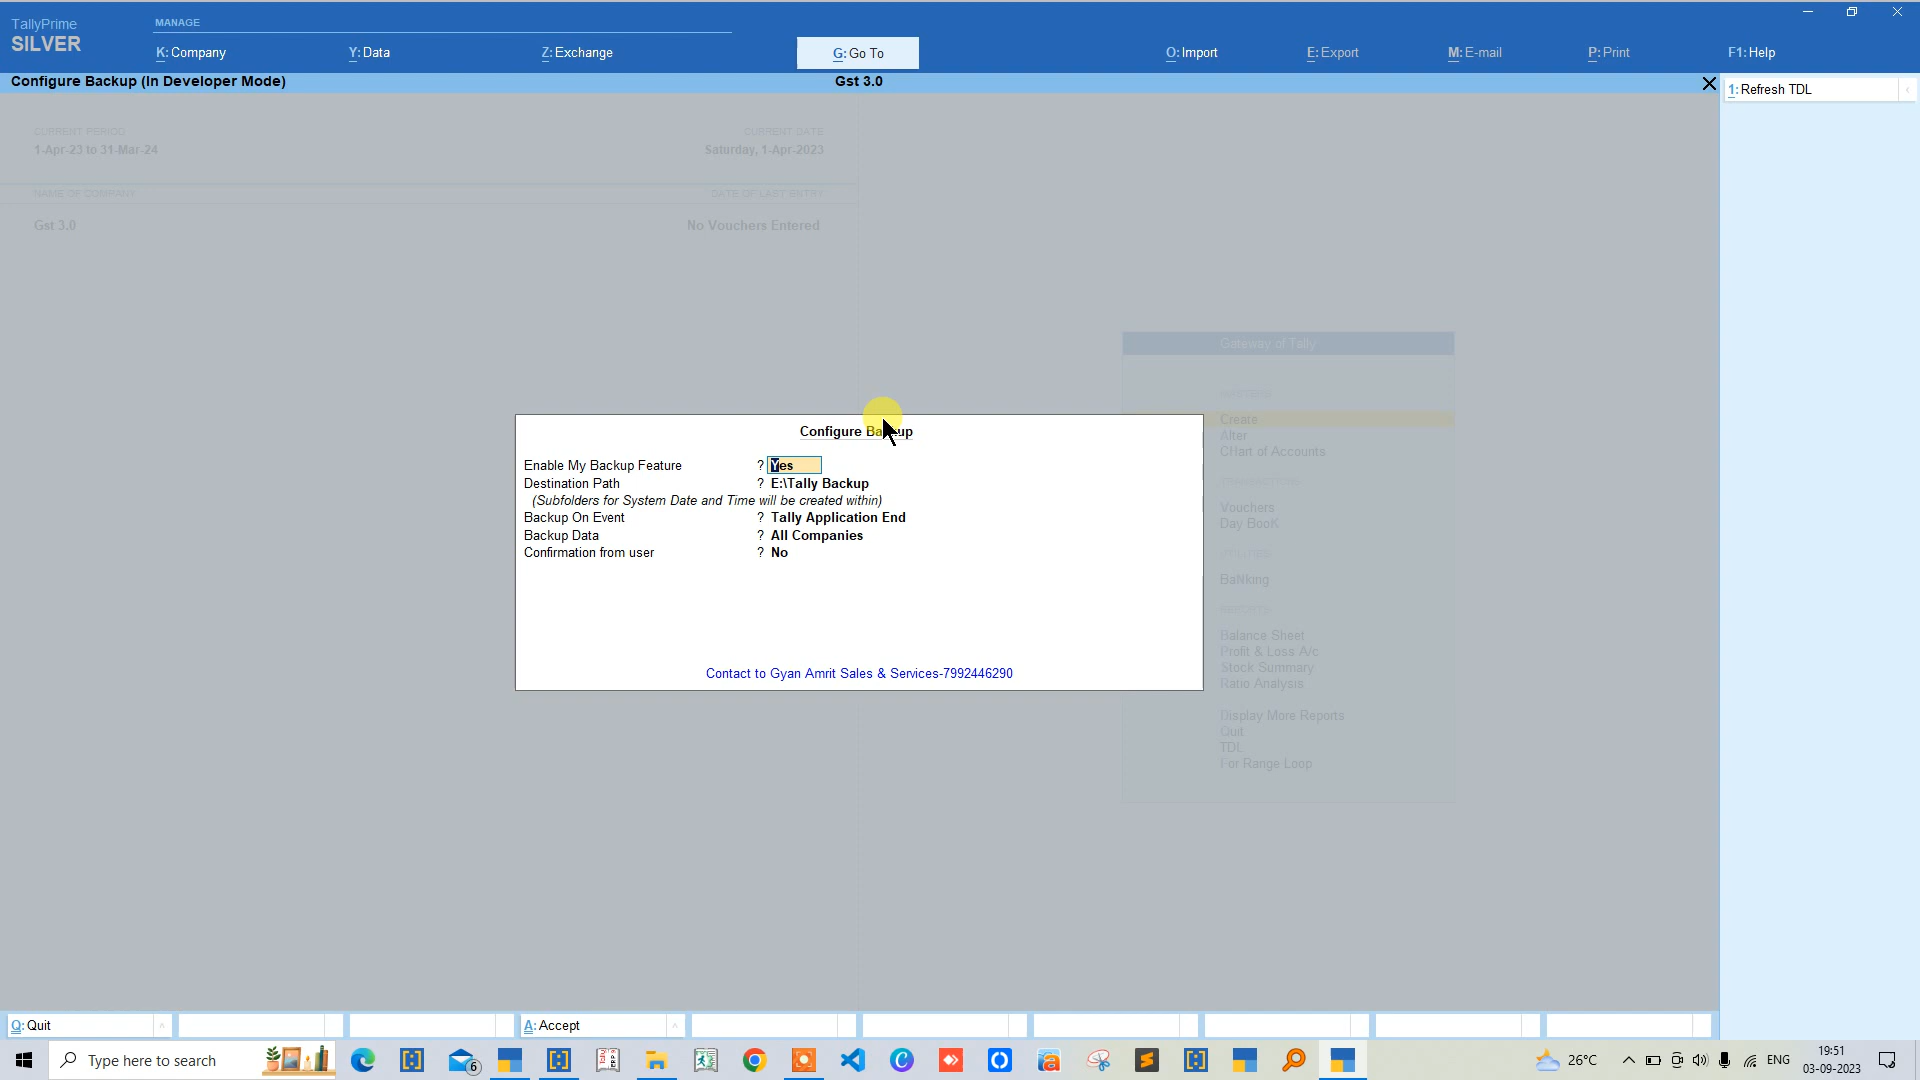 TallyPrime
SILVER
MANAGE
K: Company
Y: Data
Z: Exchange
G: Go To
O: Import
E: Export
M: E-mail
P: Print
F1: Help
Configure Backup (In Developer Mode)
Gst 3.0
1: Refresh TDL
CURRENT PERIOD
CURRENT DATE
1-Apr-23 to 31-Mar-24
Saturday, 1-Apr-2023
NAME OF COMPANY
DATE OF LAST ENTRY
Gst 3.0
No Vouchers Entered
Gateway of Tally
MASTERS
Create
Alter
CHart of Accounts
TRANSACTIONS
Vouchers
Day BooK
UTILITIES
BaNking
REPORTS
Balance Sheet
Profit & Loss A/c
Stock Summary
Ratio Analysis
Display More Reports
Quit
TDL
For Range Loop
Configure Backup
Enable My Backup Feature ? Yes
Destination Path ? E:\Tally Backup
(Subfolders for System Date and Time will be created within)
Backup On Event ? Tally Application End
Backup Data ? All Companies
Confirmation from user ? No
Contact to Gyan Amrit Sales & Services-7992446290
Q: Quit
A: Accept
Type here to search
6
26°C
ENG
19:51
03-09-2023